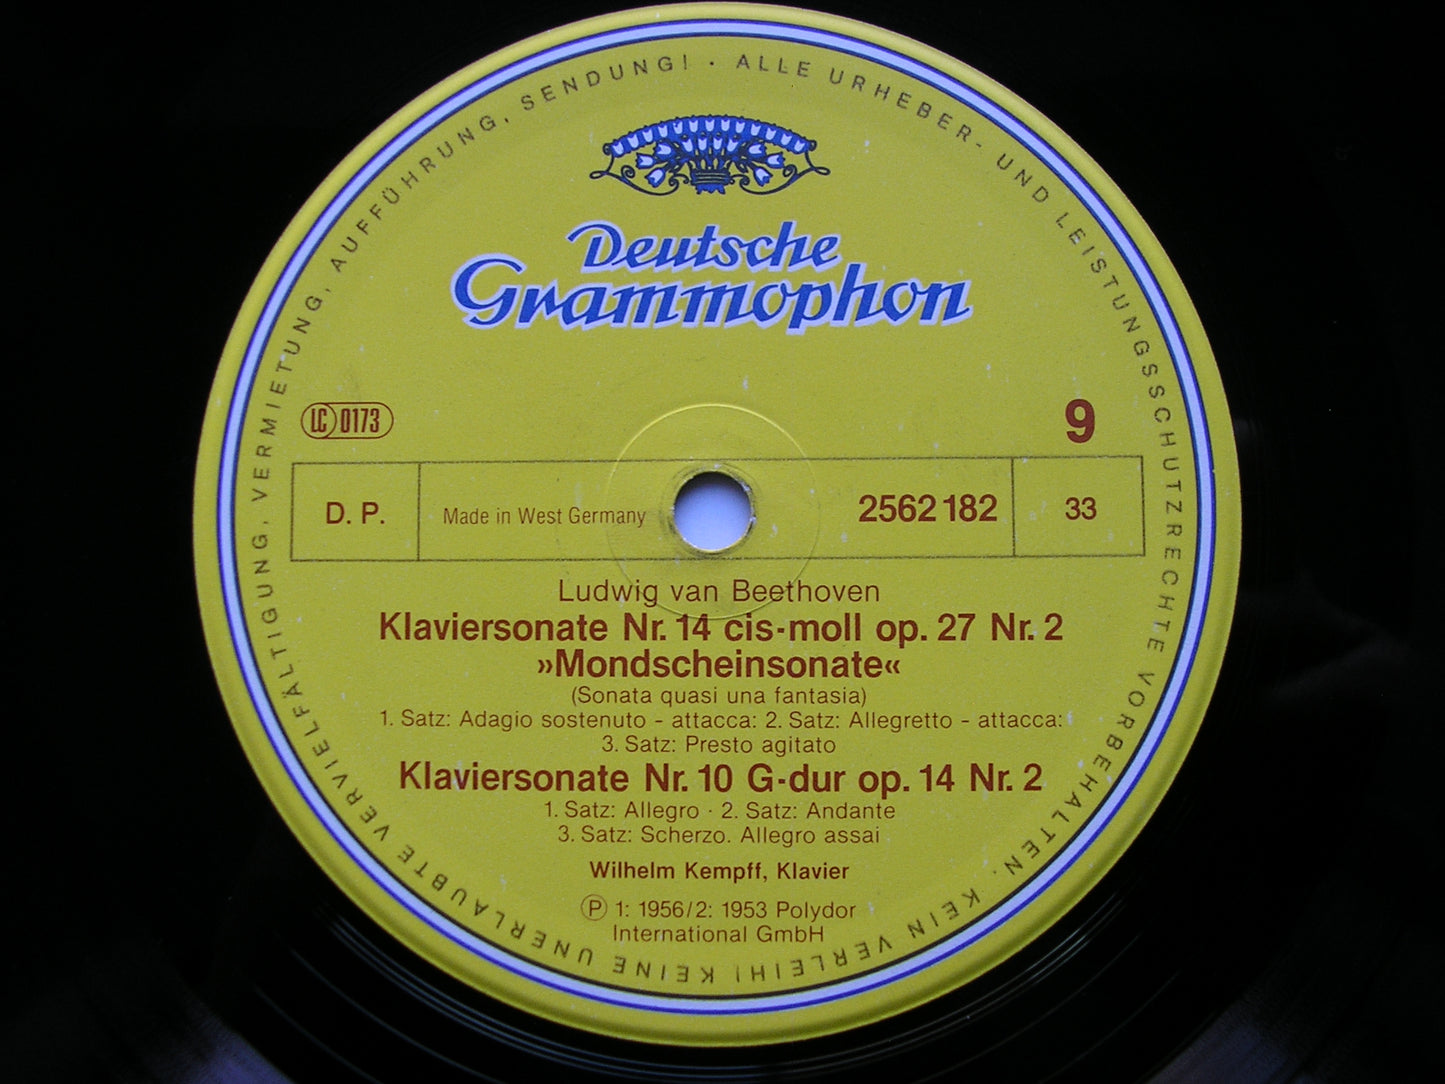 ALLE URHEBER- UND LEISTUNGSSCHUTZRECHTE VORBEHALTEN · KEIN VERLEIH! KEINE UNERLAUBTE VERVIELFÄLTIGUNG, VERMIETUNG, AUFFÜHRUNG, SENDUNG! ·
Deutsche
Grammophon
LC 0173
9
D. P.
Made in West Germany
2562 182
33
Ludwig van Beethoven
Klaviersonate Nr. 14 cis-moll op. 27 Nr. 2
»Mondscheinsonate«
(Sonata quasi una fantasia)
1. Satz: Adagio sostenuto – attacca: 2. Satz: Allegretto – attacca:
3. Satz: Presto agitato
Klaviersonate Nr. 10 G-dur op. 14 Nr. 2
1. Satz: Allegro · 2. Satz: Andante
3. Satz: Scherzo. Allegro assai
Wilhelm Kempff, Klavier
Ⓟ 1: 1956/2: 1953 Polydor
International GmbH